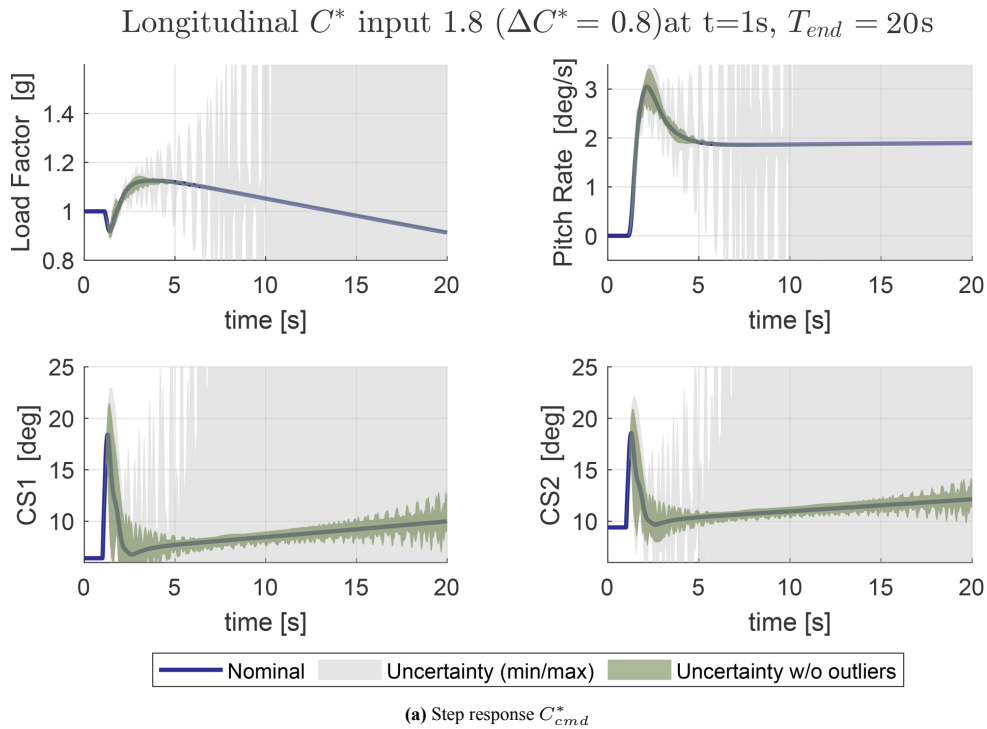 Longitudinal C* input 1.8 (ΔC* = 0.8)at t=1s, T_end = 20s
Load Factor [g]
1.4
1.2
1
0.8
0 5 10 15 20
time [s]
Pitch Rate [deg/s]
3
2
1
0
0 5 10 15 20
time [s]
CS1 [deg]
25
20
15
10
0 5 10 15 20
time [s]
CS2 [deg]
25
20
15
10
0 5 10 15 20
time [s]
Nominal Uncertainty (min/max) Uncertainty w/o outliers
(a) Step response C*_cmd